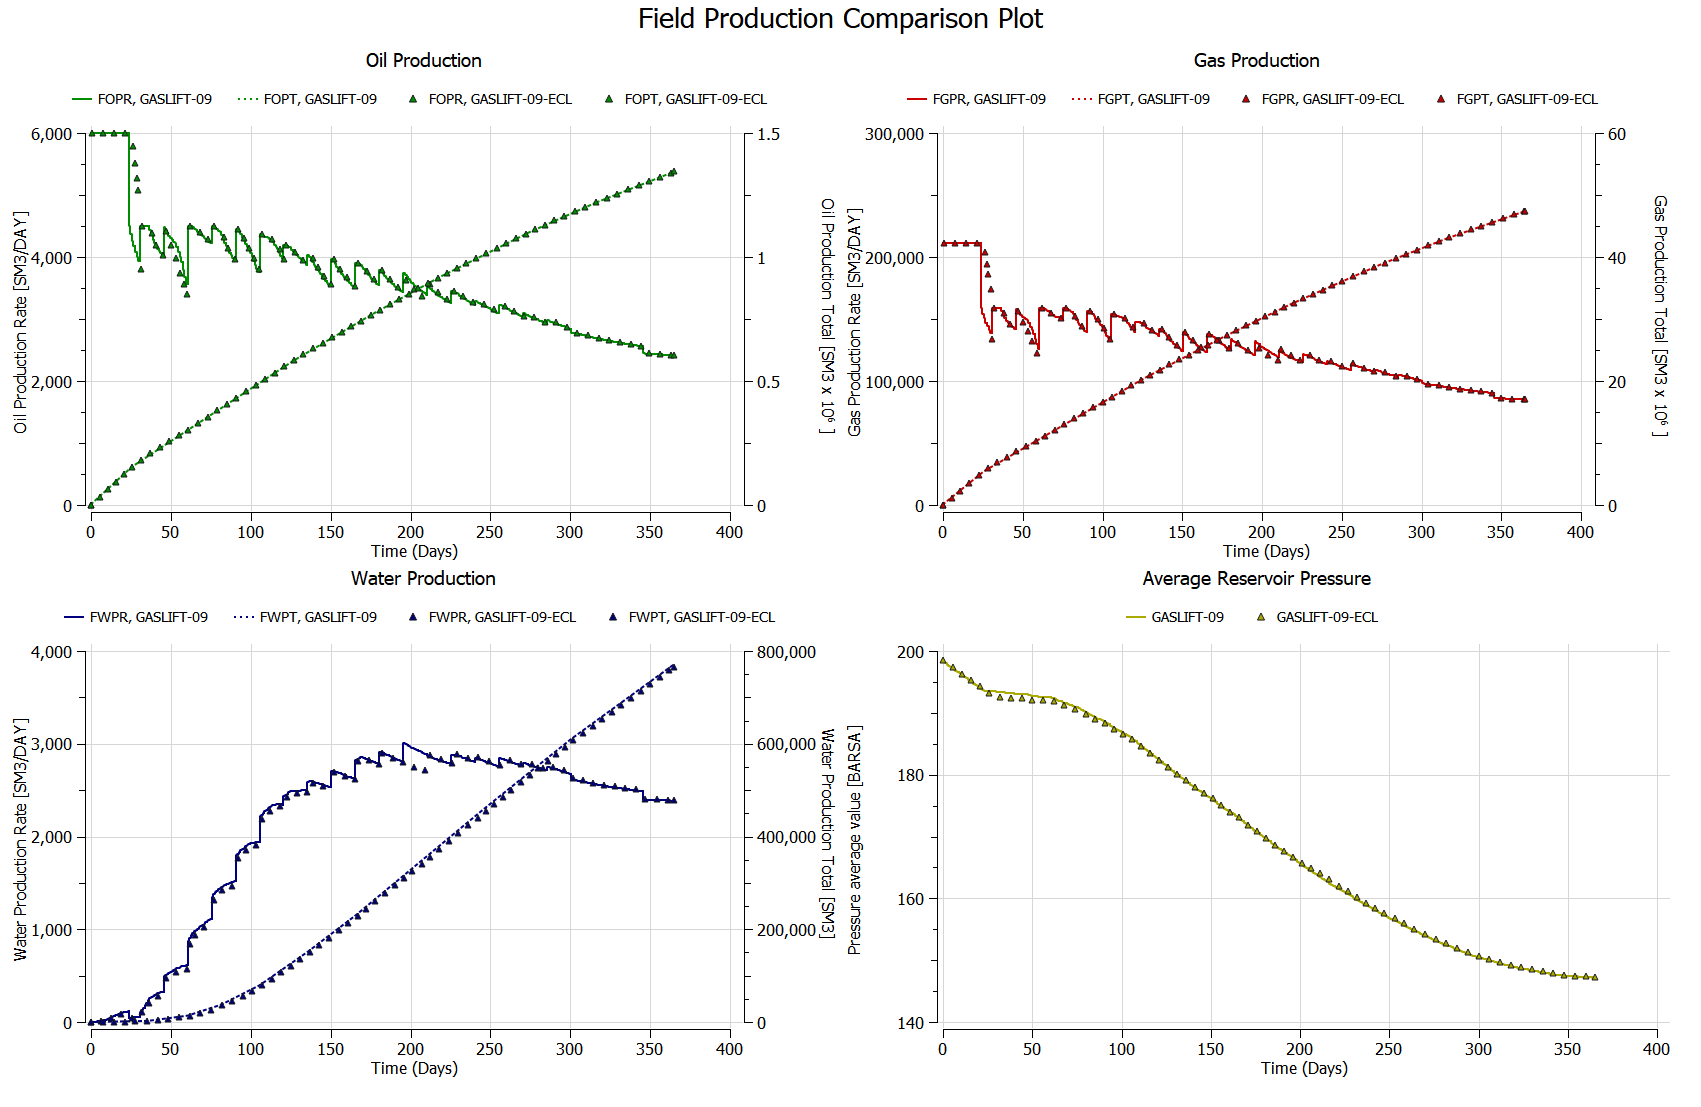 Field Production Comparison Plot
Oil Production
FOPR, GASLIFT-09
FOPT, GASLIFT-09
FOPR, GASLIFT-09-ECL
FOPT, GASLIFT-09-ECL
6,000
4,000
2,000
0
Oil Production Rate [SM3/DAY]
1.5
1
0.5
0
Oil Production Total [SM3 x 10⁶ ]
0 50 100 150 200 250 300 350 400
Time (Days)
Gas Production
FGPR, GASLIFT-09
FGPT, GASLIFT-09
FGPR, GASLIFT-09-ECL
FGPT, GASLIFT-09-ECL
300,000
200,000
100,000
0
Gas Production Rate [SM3/DAY]
60
40
20
0
Gas Production Total [SM3 x 10⁶ ]
0 50 100 150 200 250 300 350 400
Time (Days)
Water Production
FWPR, GASLIFT-09
FWPT, GASLIFT-09
FWPR, GASLIFT-09-ECL
FWPT, GASLIFT-09-ECL
4,000
3,000
2,000
1,000
0
Water Production Rate [SM3/DAY]
800,000
600,000
400,000
200,000
0
Water Production Total [SM3]
0 50 100 150 200 250 300 350 400
Time (Days)
Average Reservoir Pressure
GASLIFT-09
GASLIFT-09-ECL
200
180
160
140
Pressure average value [BARSA]
0 50 100 150 200 250 300 350 400
Time (Days)